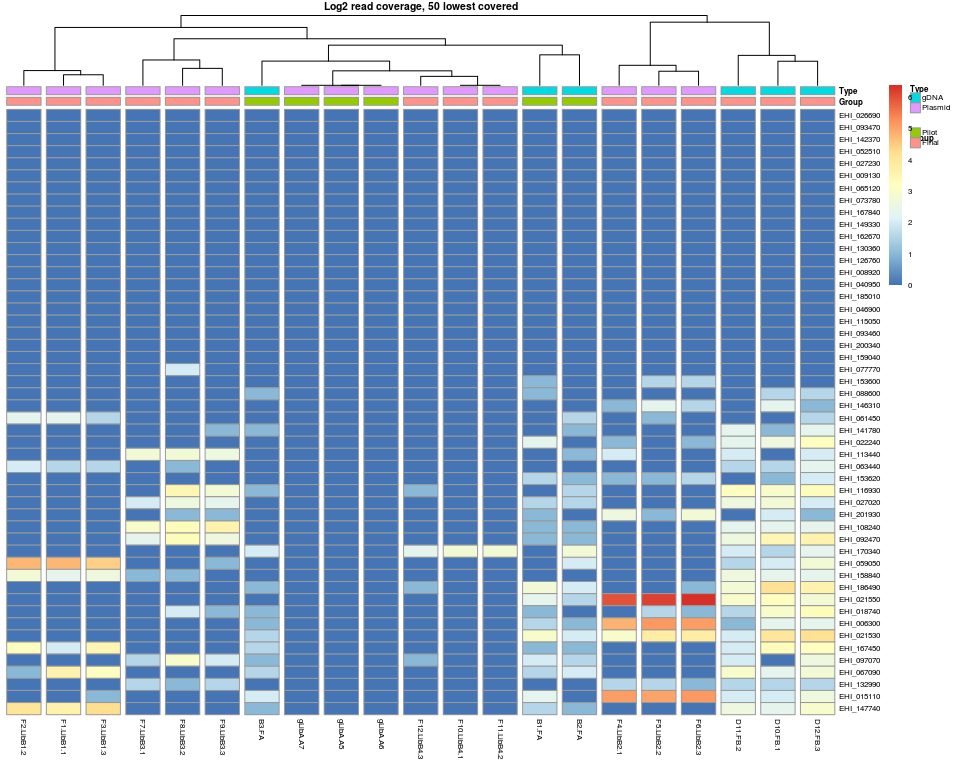 Log2 read coverage, 50 lowest covered
Type
Group
EHI_026690
EHI_093470
EHI_142370
EHI_052510
EHI_027230
EHI_009130
EHI_065120
EHI_073780
EHI_167840
EHI_149330
EHI_162670
EHI_130360
EHI_126760
EHI_008920
EHI_040950
EHI_185010
EHI_046900
EHI_115050
EHI_093460
EHI_200340
EHI_159040
EHI_077770
EHI_153600
EHI_088600
EHI_146310
EHI_061450
EHI_141780
EHI_022240
EHI_113440
EHI_063440
EHI_153620
EHI_116930
EHI_027020
EHI_201930
EHI_108240
EHI_092470
EHI_170340
EHI_059050
EHI_158840
EHI_186490
EHI_021550
EHI_018740
EHI_006300
EHI_021530
EHI_167450
EHI_097070
EHI_067090
EHI_132990
EHI_015110
EHI_147740
F2.LibB1.2
F1.LibB1.1
F3.LibB1.3
F7.LibB3.1
F8.LibB3.2
F9.LibB3.3
B3.FA
gLibA.A7
gLibA.A5
gLibA.A6
F12.LibB4.3
F10.LibB4.1
F11.LibB4.2
B1.FA
B2.FA
F4.LibB2.1
F5.LibB2.2
F6.LibB2.3
D11.FB.2
D10.FB.1
D12.FB.3
6
5
4
3
2
1
0
Type
gDNA
Plasmid
Pilot
Final